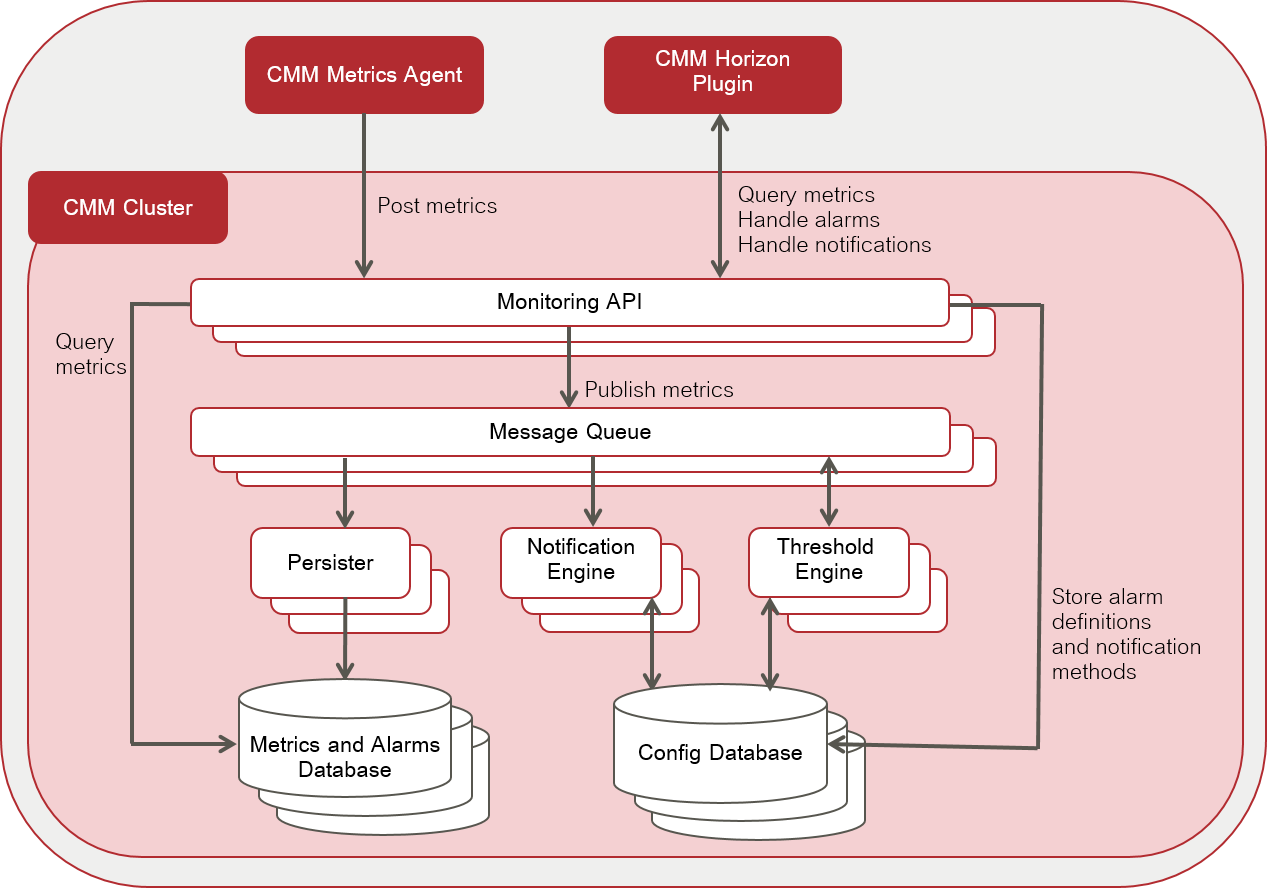 CMM Metrics Agent
CMM Horizon
Plugin
CMM Cluster
Post metrics
Query metrics
Handle alarms
Handle notifications
Monitoring API
Query
metrics
Publish metrics
Message Queue
Persister
Notification
Engine
Threshold
Engine
Store alarm
definitions
and notification
methods
Metrics and Alarms
Database
Config Database